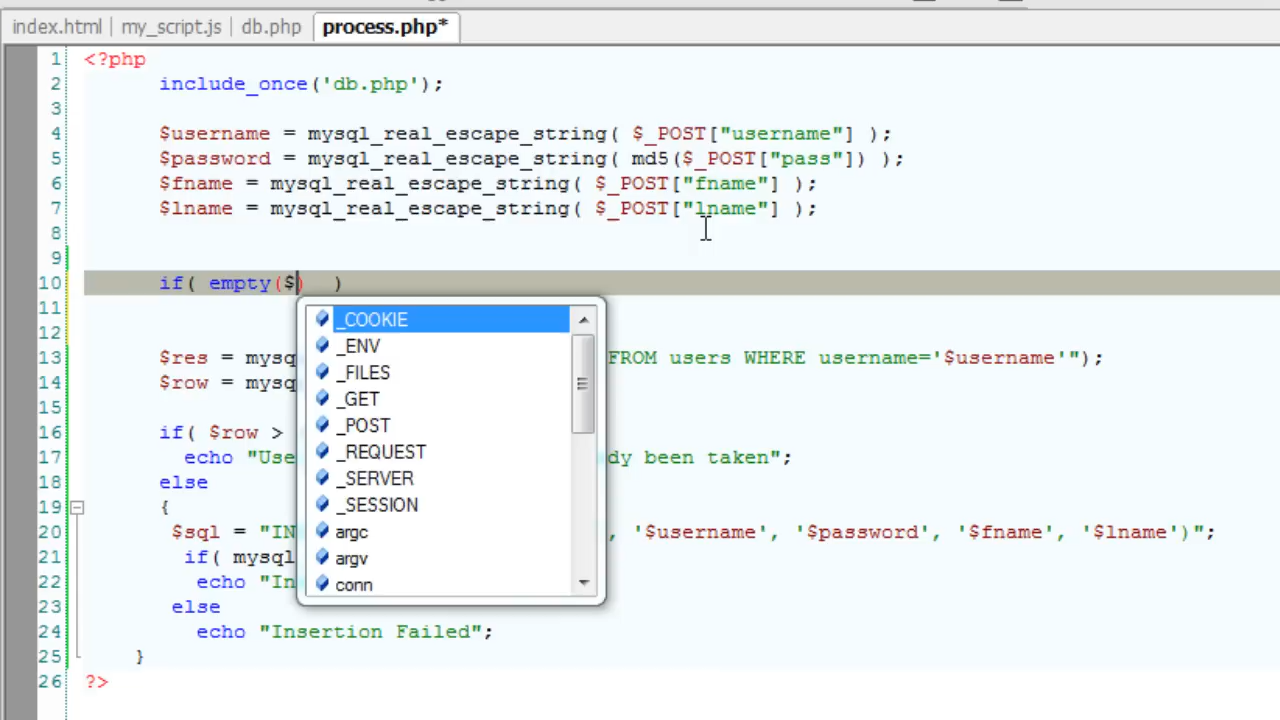 index.html my_script.js db.php process.php*
1 <?php
2 include_once('db.php');
3
4 $username = mysql_real_escape_string( $_POST["username"] );
5 $password = mysql_real_escape_string( md5($_POST["pass"]) );
6 $fname = mysql_real_escape_string( $_POST["fname"] );
7 $lname = mysql_real_escape_string( $_POST["lname"] );
8
9
10 if( empty($) )
11 _COOKIE
12 _ENV
13 $res = mysq _FILES FROM users WHERE username='$username'");
14 $row = mysq _GET
15 _POST
16 if( $row > _REQUEST
17 echo "Use _SERVER dy been taken";
18 else _SESSION
19 {
20 $sql = "IN argc , '$username', '$password', '$fname', '$lname')";
21 if( mysql argv
22 echo "In conn
23 else
24 echo "Insertion Failed";
25 }
26 ?>